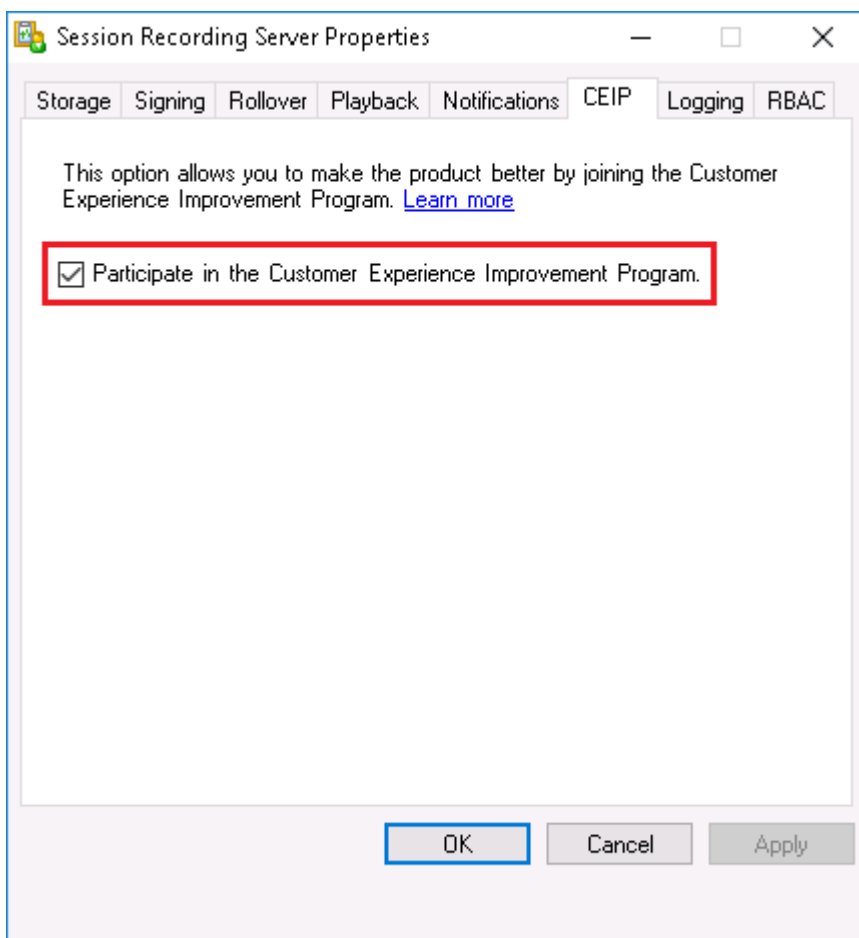 Session Recording Server Properties
Storage Signing Rollover Playback Notifications CEIP Logging RBAC
This option allows you to make the product better by joining the Customer
Experience Improvement Program. Learn more
Participate in the Customer Experience Improvement Program.
OK Cancel Apply